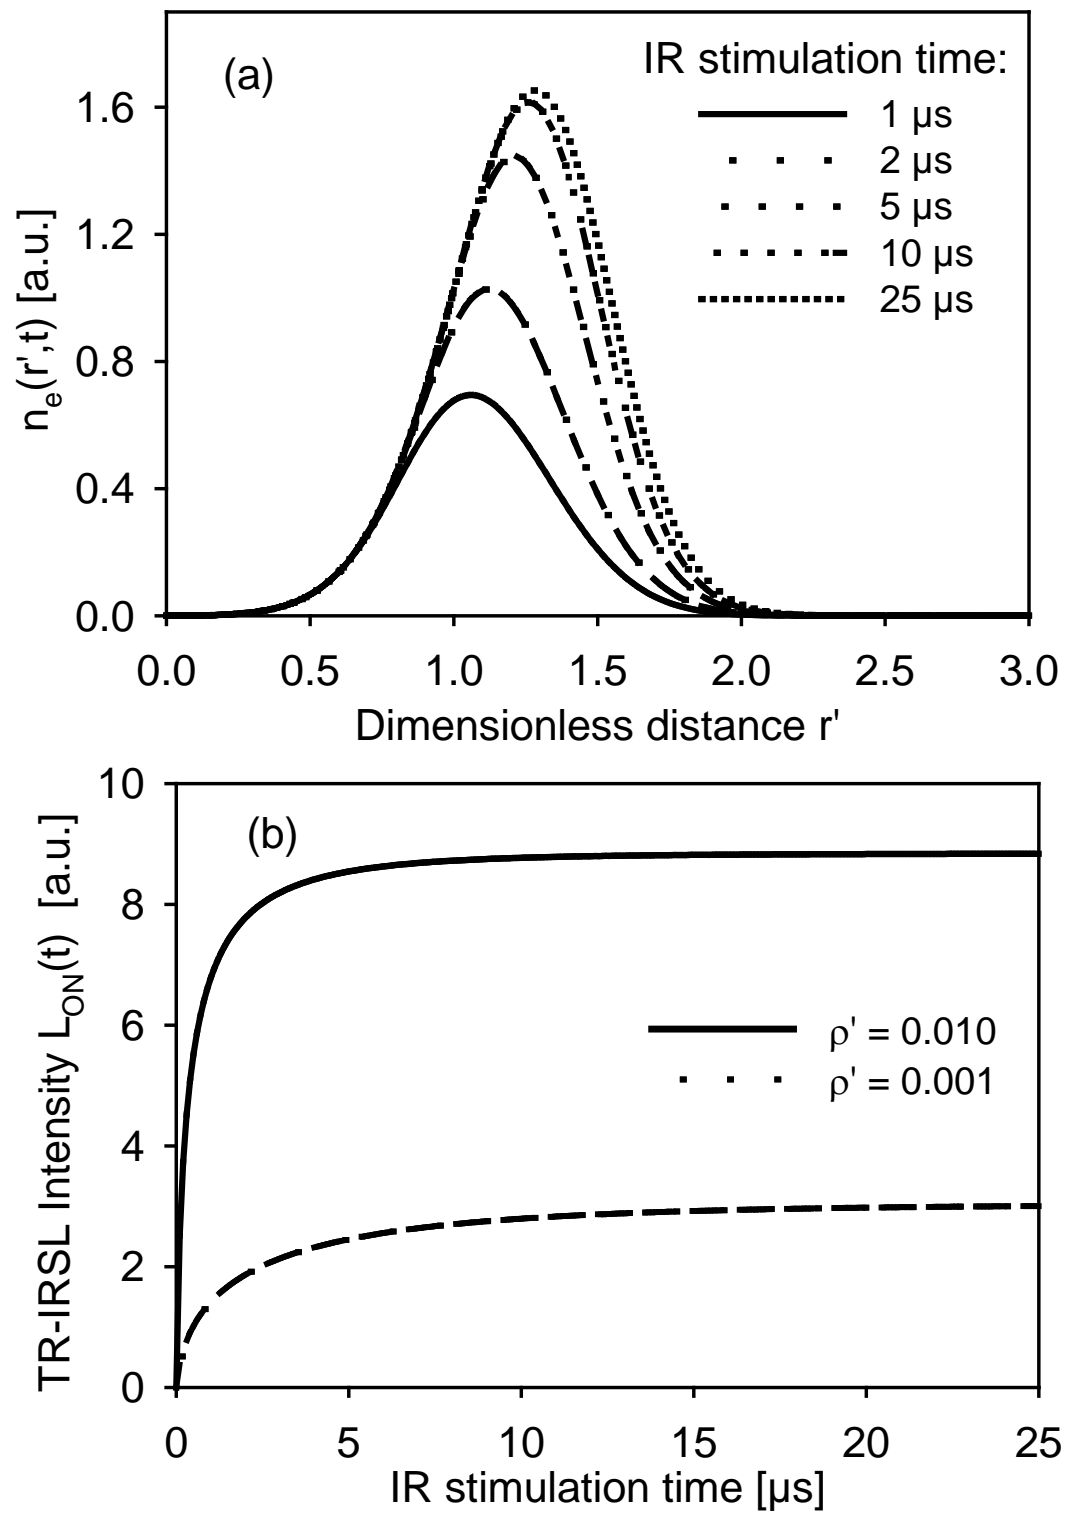 (a)
IR stimulation time:
1 µs
2 µs
5 µs
10 µs
25 µs
1.6
1.2
0.8
0.4
0.0
nₑ(r',t) [a.u.]
0.0 0.5 1.0 1.5 2.0 2.5 3.0
Dimensionless distance r'
(b)
10
8
6
4
2
0
TR-IRSL Intensity L_ON(t) [a.u.]
ρ' = 0.010
ρ' = 0.001
0 5 10 15 20 25
IR stimulation time [µs]